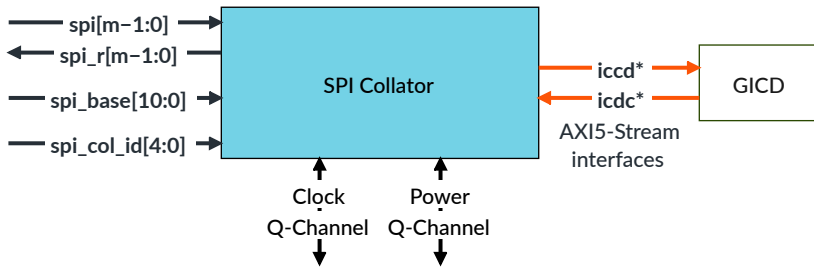 spi[m−1:0]
spi_r[m−1:0]
spi_base[10:0]
spi_col_id[4:0]
SPI Collator
iccd*
icdc*
AXI5-Stream
interfaces
GICD
Clock
Q-Channel
Power
Q-Channel